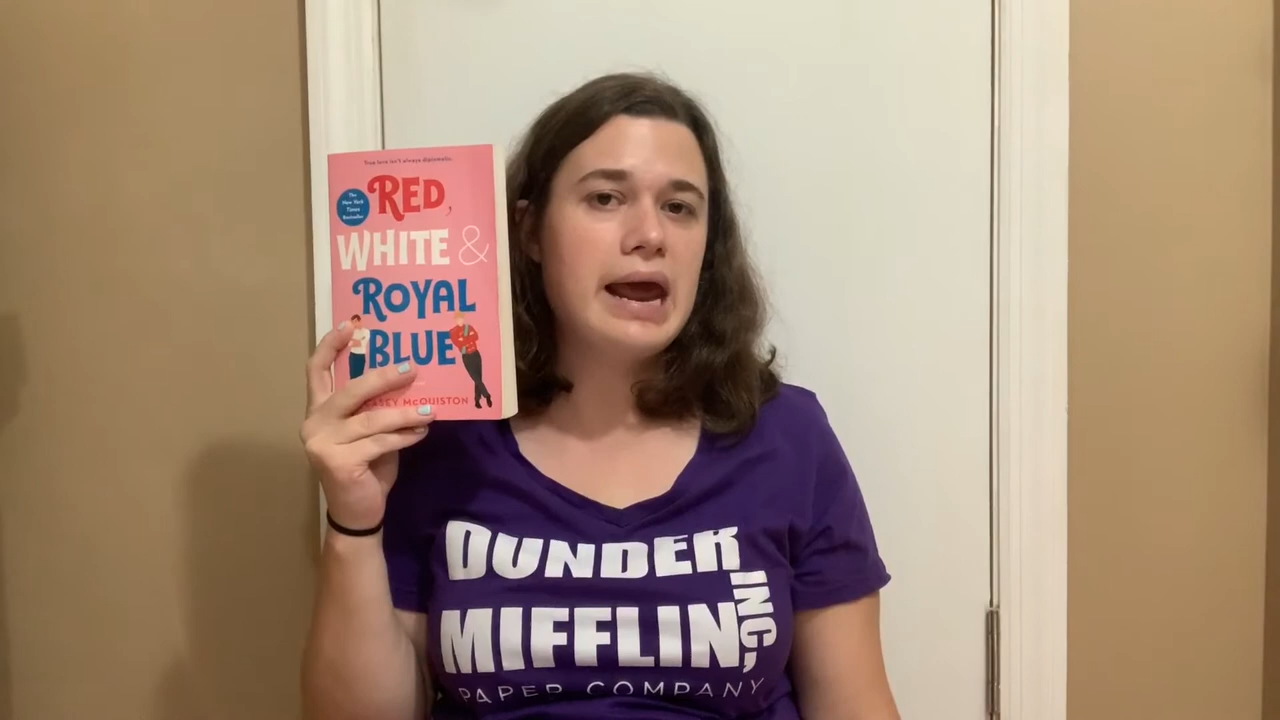 True love isn't always diplomatic.
The
New York
Times
Bestseller
RED,
WHITE &
ROYAL
BLUE
CASEY McQUISTON
DUNDER
MIFFLIN,
INC.
PAPER COMPANY